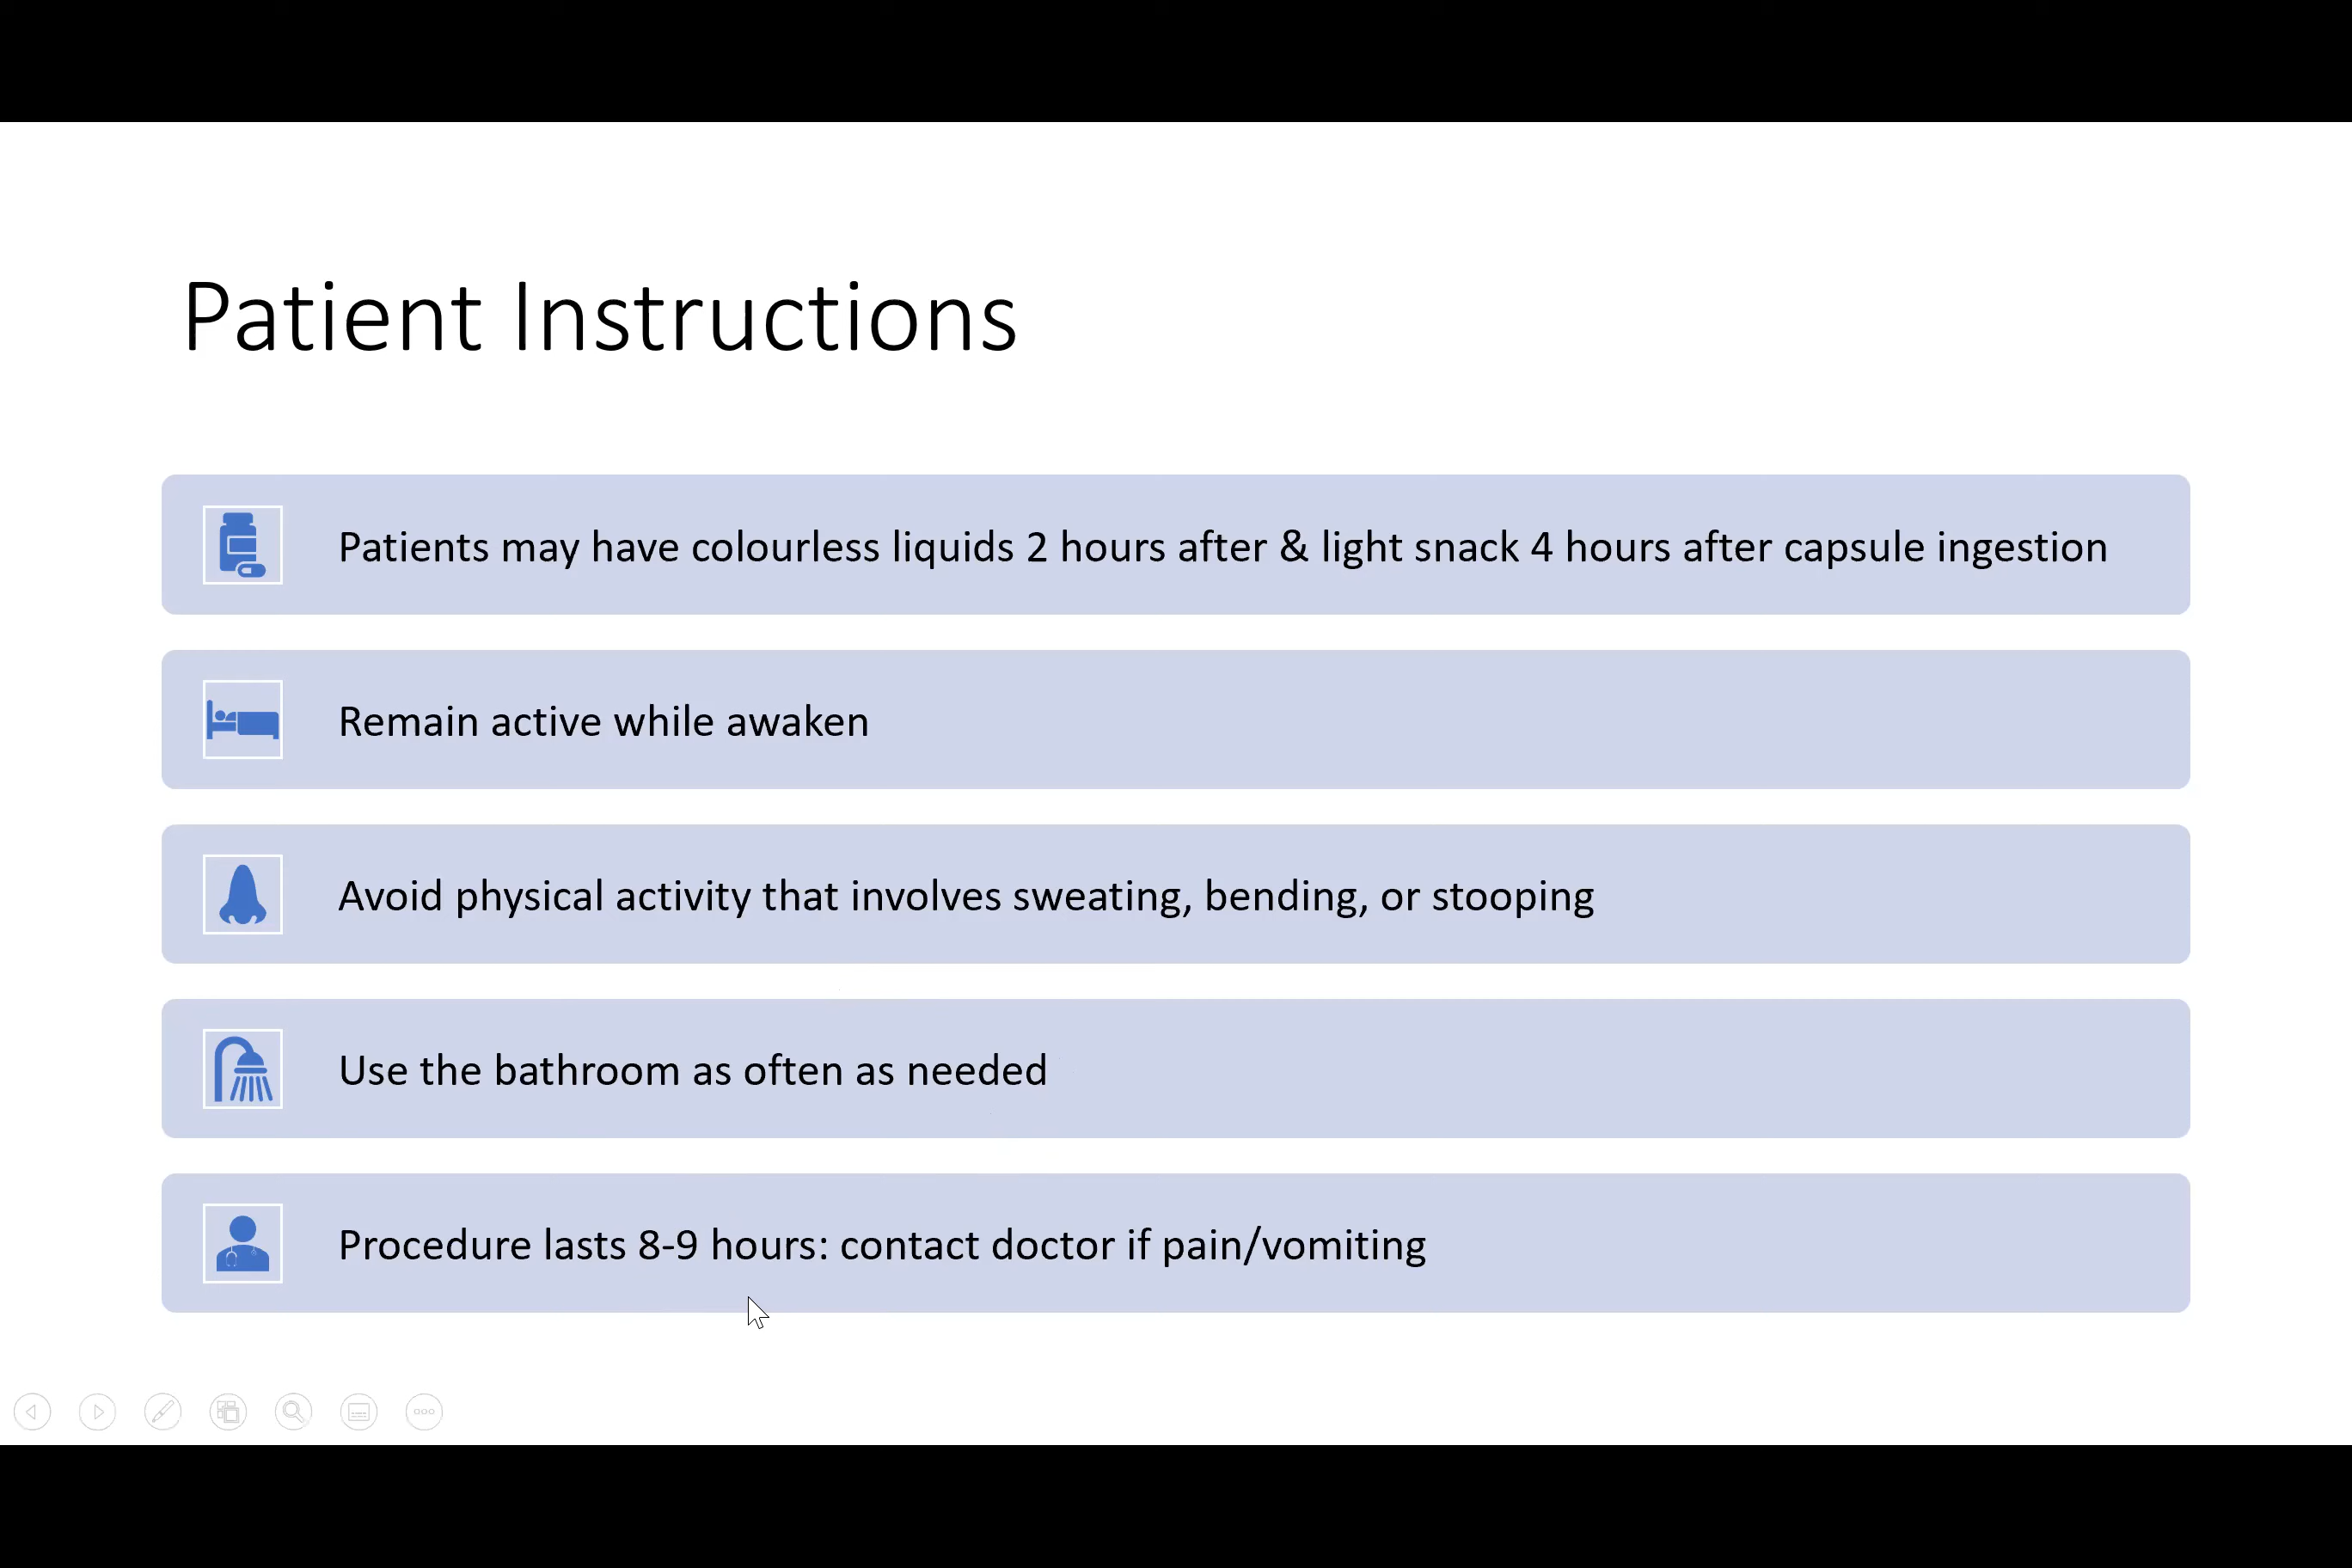 Patient Instructions
Patients may have colourless liquids 2 hours after & light snack 4 hours after capsule ingestion
Remain active while awaken
Avoid physical activity that involves sweating, bending, or stooping
Use the bathroom as often as needed
Procedure lasts 8-9 hours: contact doctor if pain/vomiting